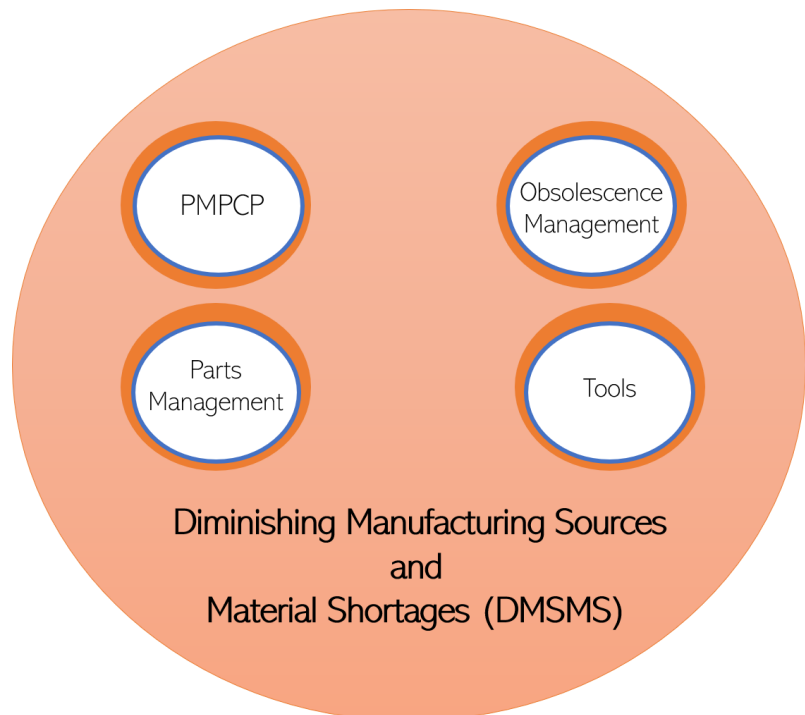 PMPCP
Obsolescence
Management
Parts
Management
Tools
Diminishing Manufacturing Sources
and
Material Shortages (DMSMS)